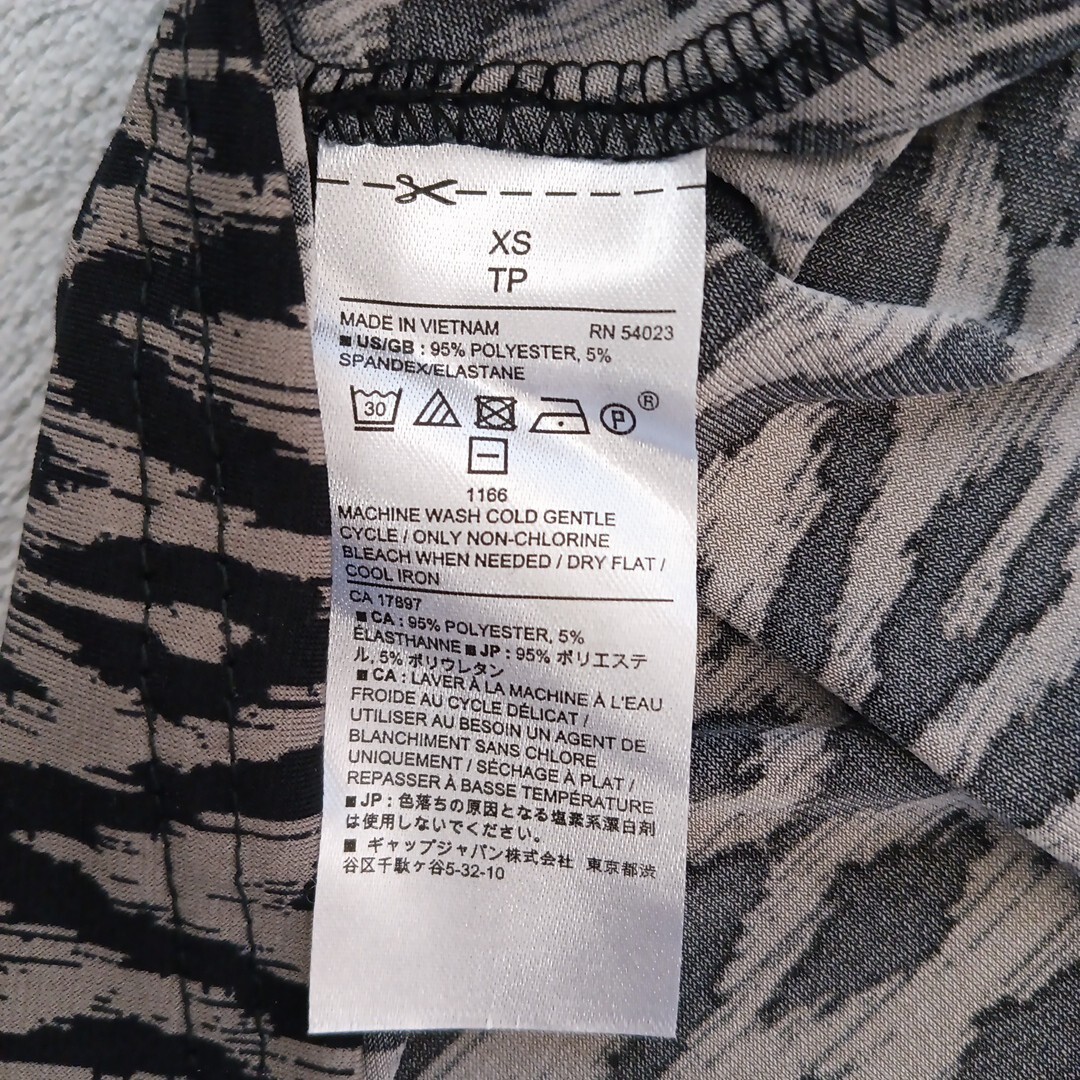 XS
TP
MADE IN VIETNAM RN 54023
■ US/GB : 95% POLYESTER, 5%
SPANDEX/ELASTANE
30 P ®
1166
MACHINE WASH COLD GENTLE
CYCLE / ONLY NON-CHLORINE
BLEACH WHEN NEEDED / DRY FLAT /
COOL IRON
CA 17897
■ CA : 95% POLYESTER, 5%
ÉLASTHANNE ■ JP : 95% ポリエステ
ル, 5% ポリウレタン
■ CA : LAVER À LA MACHINE À L'EAU
FROIDE AU CYCLE DÉLICAT /
UTILISER AU BESOIN UN AGENT DE
BLANCHIMENT SANS CHLORE
UNIQUEMENT / SÉCHAGE À PLAT /
REPASSER À BASSE TEMPÉRATURE
■ JP : 色落ちの原因となる塩素系漂白剤
は使用しないでください。
■ ギャップジャパン株式会社 東京都渋
谷区千駄ヶ谷5-32-10